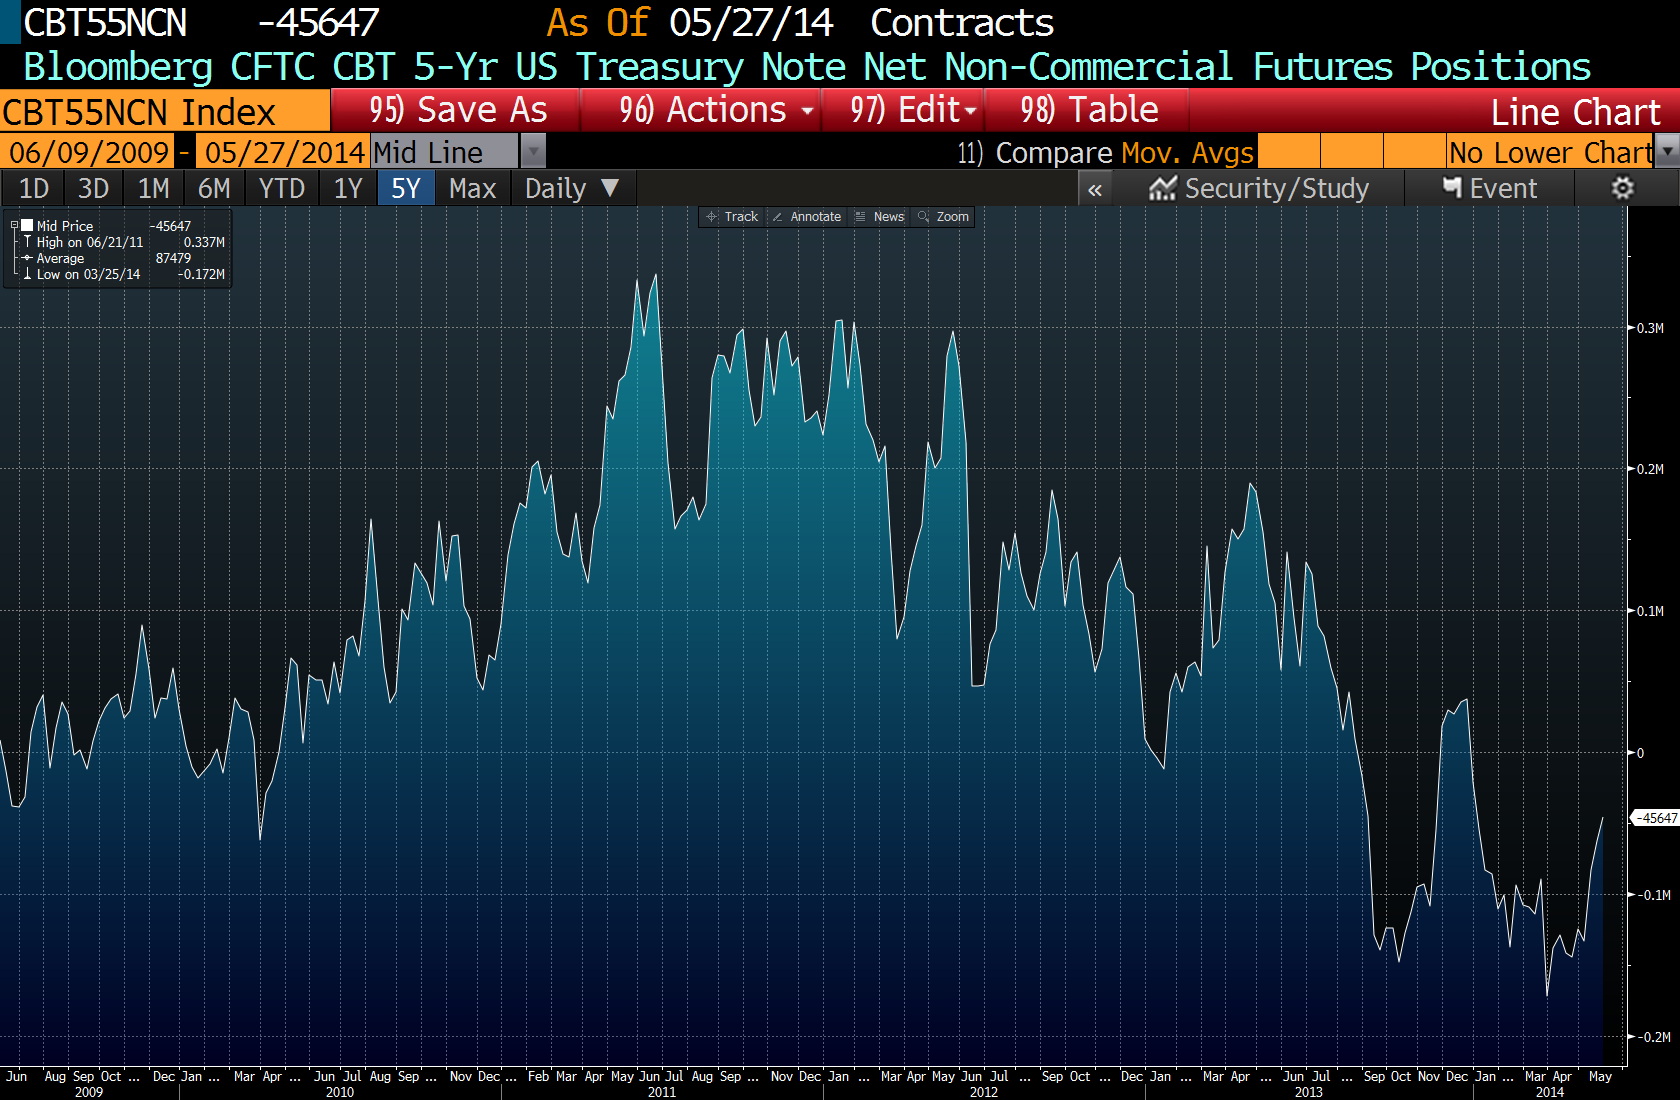 CBT55NCN -45647 As Of 05/27/14 Contracts
Bloomberg CFTC CBT 5-Yr US Treasury Note Net Non-Commercial Futures Positions
CBT55NCN Index 95) Save As 96) Actions 97) Edit 98) Table Line Chart
06/09/2009 - 05/27/2014 Mid Line 11) Compare Mov. Avgs No Lower Chart
1D 3D 1M 6M YTD 1Y 5Y Max Daily ▼ « Security/Study Event
Track Annotate News Zoom
Mid Price -45647
High on 06/21/11 0.337M
Average 87479
Low on 03/25/14 -0.172M
0.3M
0.2M
0.1M
0
-45647
-0.1M
-0.2M
Jun Aug Sep Oct ... Dec Jan ... Mar Apr ... Jun Jul Aug Sep ... Nov Dec ... Feb Mar Apr May Jun Jul Aug Sep ... Nov Dec Jan ... Mar Apr May Jun Jul ... Sep Oct ... Dec Jan ... Mar Apr ... Jun Jul ... Sep Oct Nov Dec Jan ... Mar Apr May
2009 2010 2011 2012 2013 2014